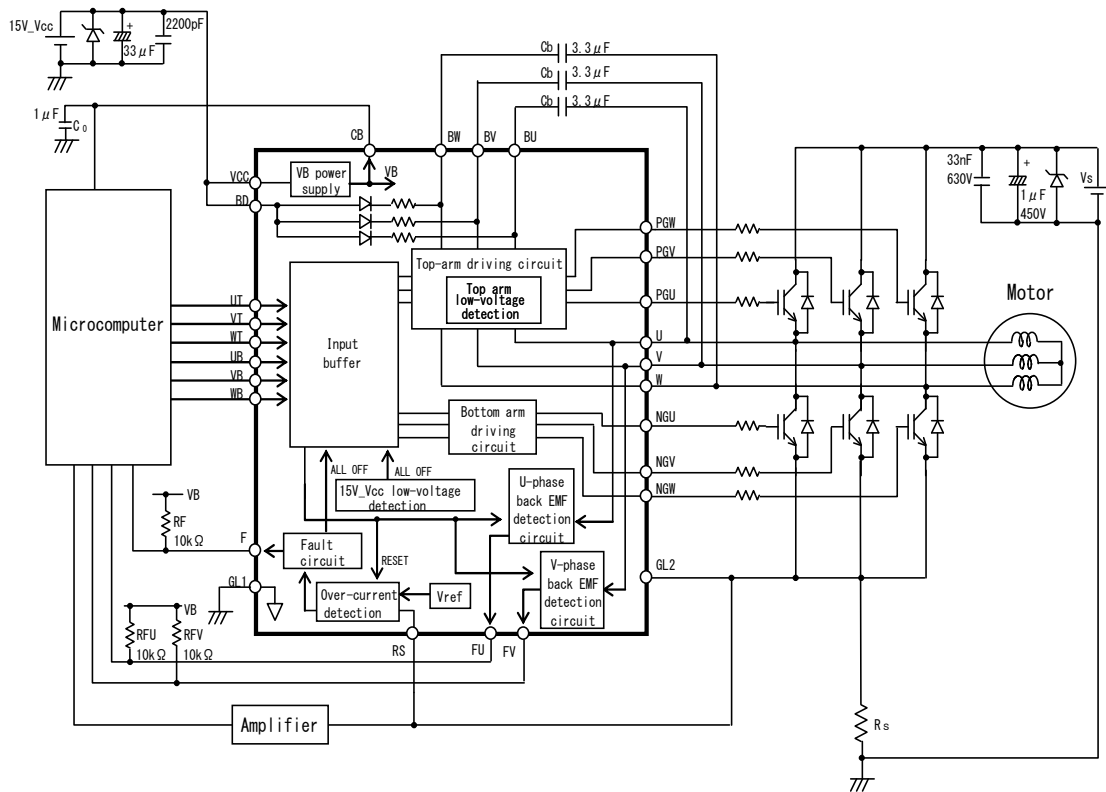 15V_Vcc
33μF
2200pF
Cb 3.3μF
Cb 3.3μF
Cb 3.3μF
1μF
C₀
CB
BW
BV
BU
VCC
VB power
supply
VB
BD
33nF
630V
+
1μF
450V
Vs
+
PGW
PGV
PGU
Top-arm driving circuit
Top arm
low-voltage
detection
Microcomputer
UT
VT
WT
UB
VB
WB
Input
buffer
U
V
W
Motor
Bottom arm
driving
circuit
NGU
NGV
NGW
ALL OFF
ALL OFF
15V_Vcc low-voltage
detection
U-phase
back EMF
detection
circuit
VB
RF
10kΩ
F
Fault
circuit
RESET
GL1
Over-current
detection
Vref
V-phase
back EMF
detection
circuit
GL2
VB
RFU
10kΩ
RFV
10kΩ
RS
FU
FV
Amplifier
Rs